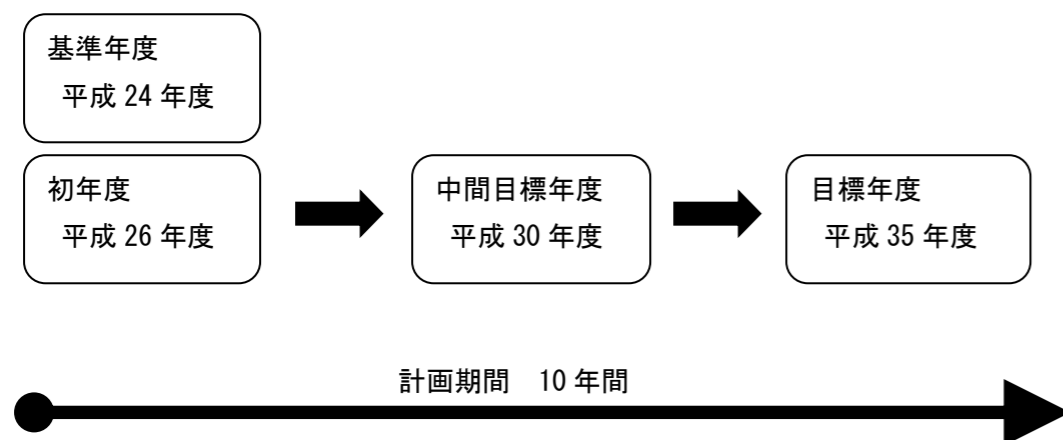 基準年度
平成 24 年度
初年度
平成 26 年度
中間目標年度
平成 30 年度
目標年度
平成 35 年度
計画期間　10 年間